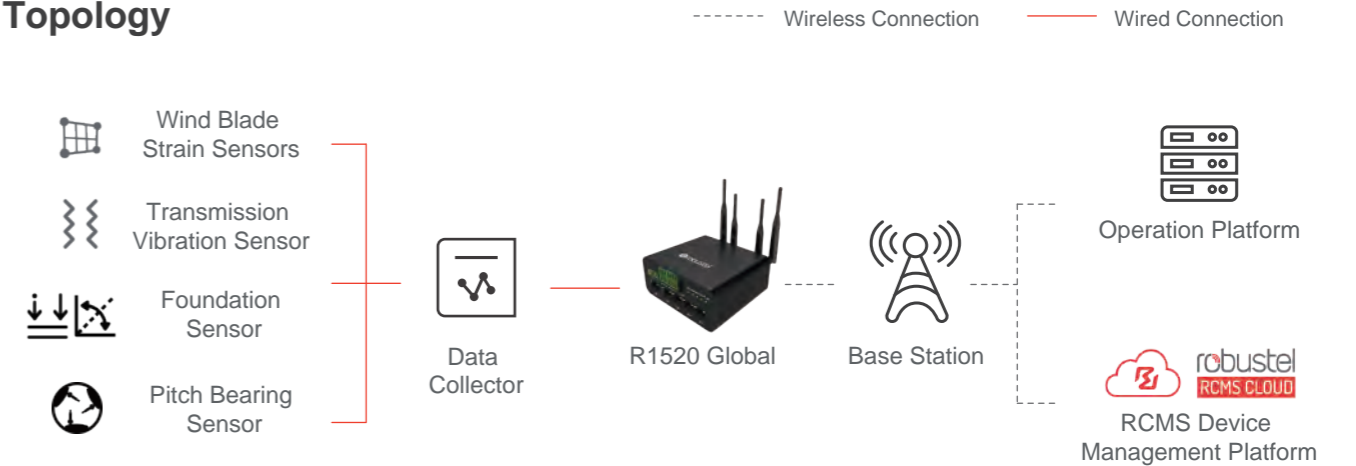 Topology
Wireless Connection
Wired Connection
Wind Blade
Strain Sensors
Transmission
Vibration Sensor
Foundation
Sensor
Pitch Bearing
Sensor
Data
Collector
R1520 Global
Base Station
Operation Platform
robustel
RCMS CLOUD
RCMS Device
Management Platform